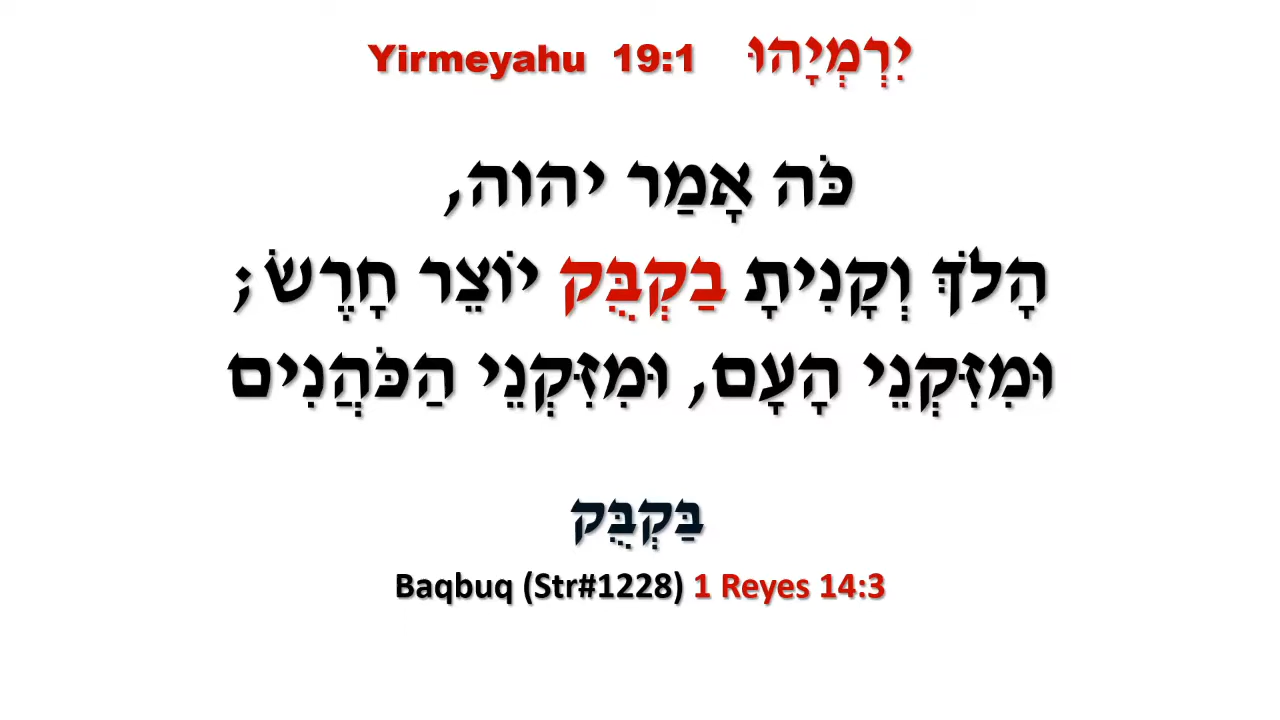 Yirmeyahu 19:1 יִרְמְיָהוּ
כֹּה אָמַר יהוה,
הָלֹךְ וְקָנִיתָ בַקְבֻּק יוֹצֵר חָרֶשׂ;
וּמִזִּקְנֵי הָעָם, וּמִזִּקְנֵי הַכֹּהֲנִים
בַּקְבֻּק
Baqbuq (Str#1228) 1 Reyes 14:3